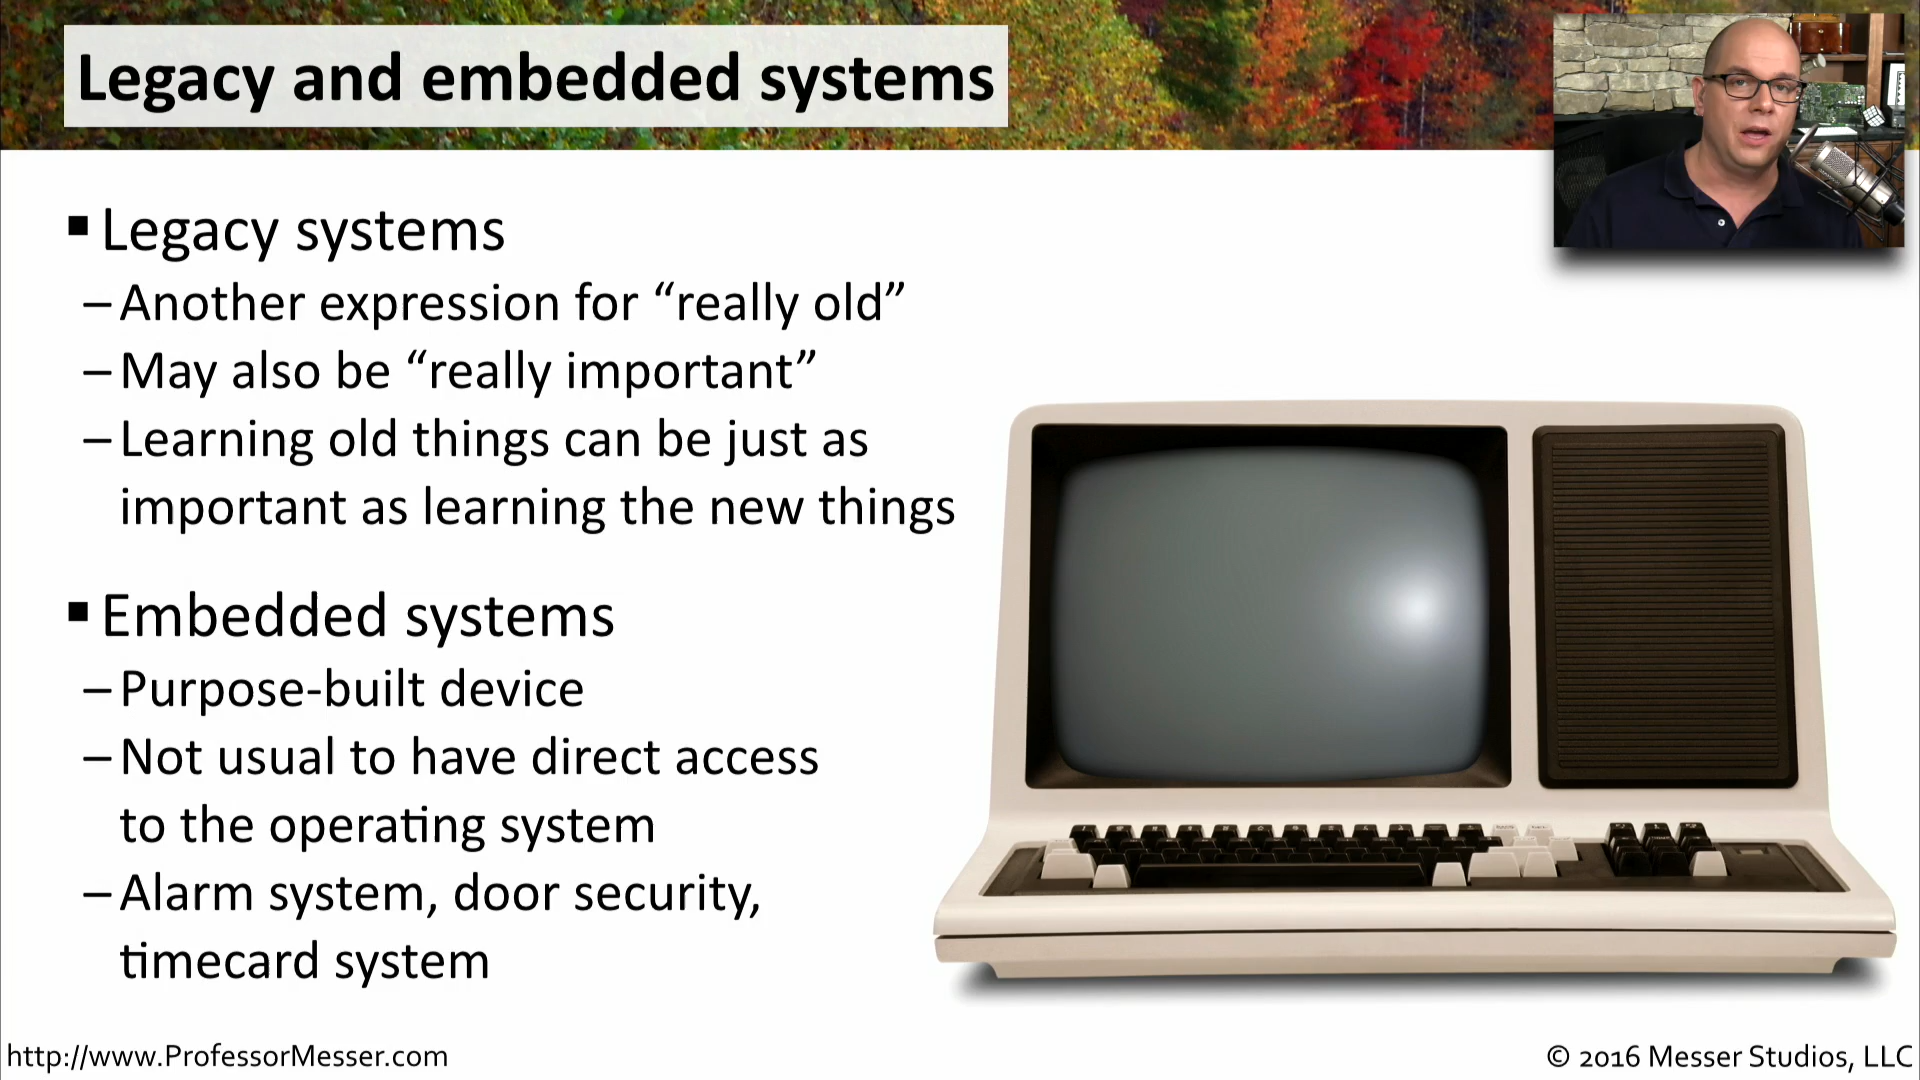 Legacy and embedded systems
▪ Legacy systems
– Another expression for “really old”
– May also be “really important”
– Learning old things can be just as
important as learning the new things
▪ Embedded systems
– Purpose-built device
– Not usual to have direct access
to the operating system
– Alarm system, door security,
timecard system
http://www.ProfessorMesser.com
© 2016 Messer Studios, LLC